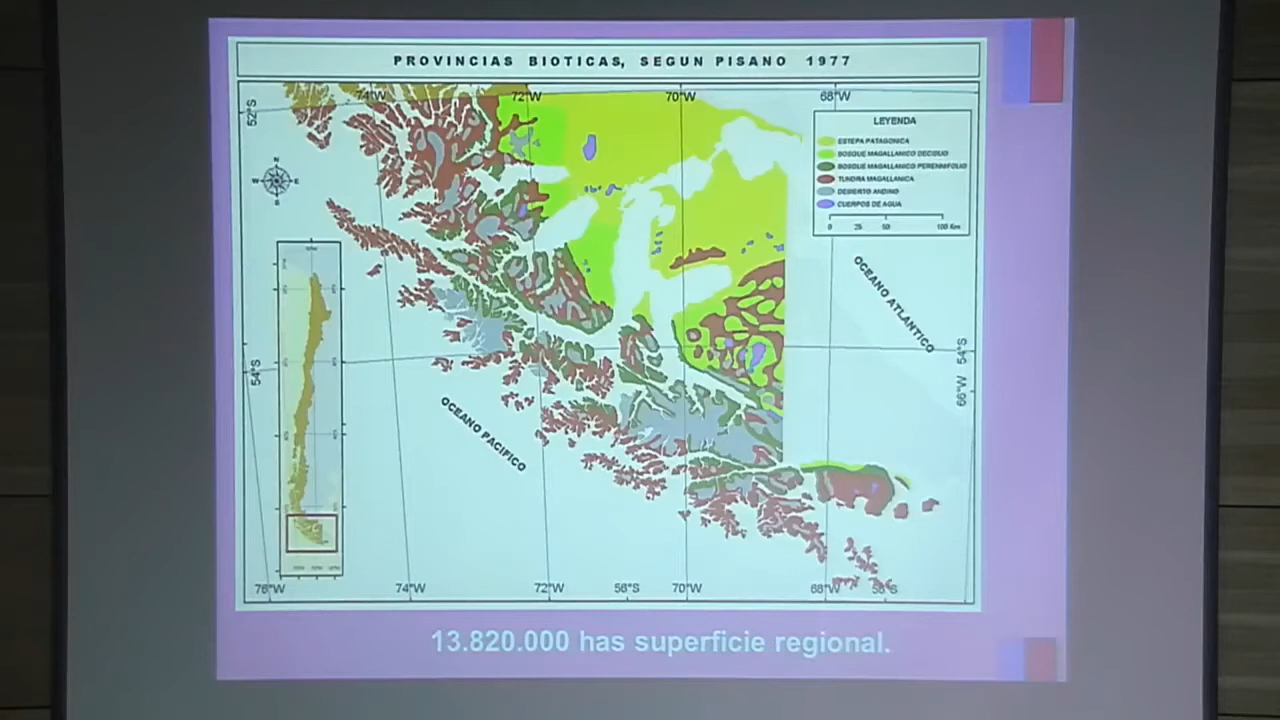 PROVINCIAS BIOTICAS, SEGUN PISANO 1977
74°W 72°W 70°W 68°W
52°S
N
W E
S
LEYENDA
ESTEPA PATAGONICA
BOSQUE MAGALLANICO DECIDUO
BOSQUE MAGALLANICO PERENNIFOLIO
TUNDRA MAGALLANICA
DESIERTO ANDINO
CUERPOS DE AGUA
0 25 50 100 Km
OCEANO ATLANTICO
54°S
54°S
66°W
OCEANO PACIFICO
76°W 74°W 72°W 56°S 70°W 68°W 56°S
13.820.000 has superficie regional.